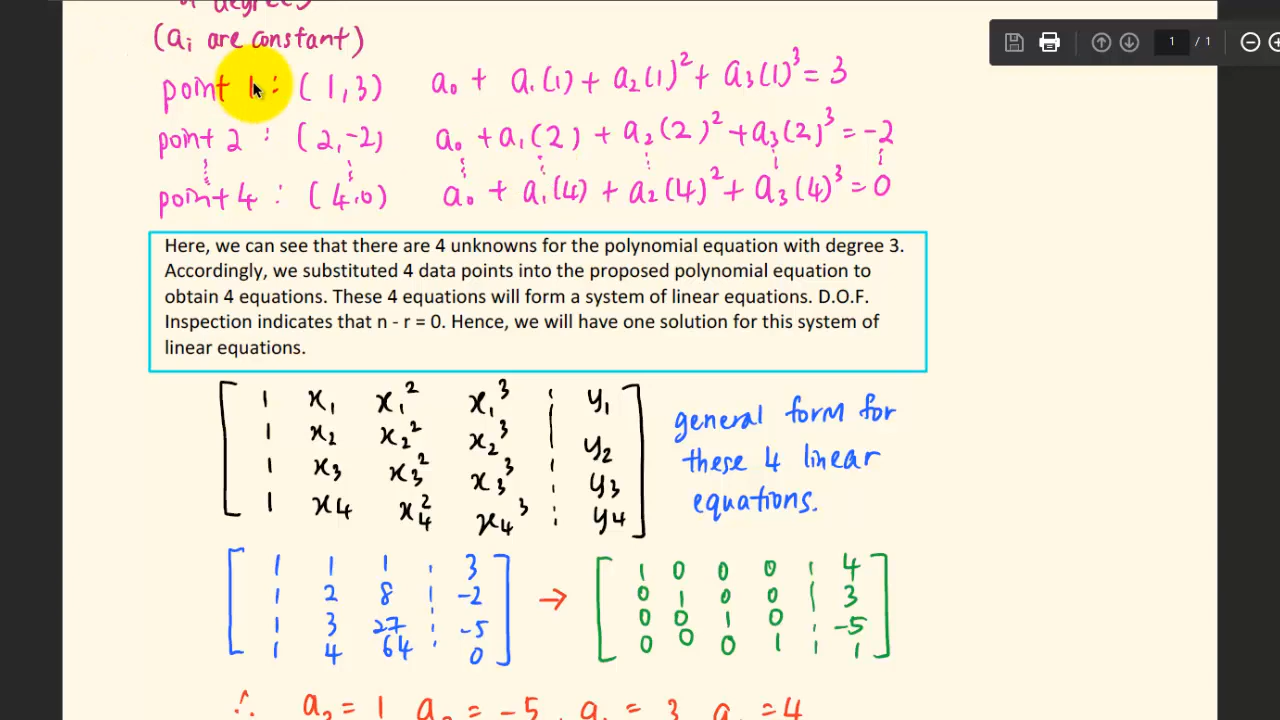 of degree 3
(aᵢ are constant)
point 1 : ( 1, 3) a₀ + a₁(1) + a₂(1)² + a₃(1)³ = 3
point 2 : (2,-2) a₀ + a₁(2) + a₂(2)² + a₃(2)³ = -2
point 4 : (4,0) a₀ + a₁(4) + a₂(4)² + a₃(4)³ = 0
1 / 1
Here, we can see that there are 4 unknowns for the polynomial equation with degree 3.
Accordingly, we substituted 4 data points into the proposed polynomial equation to
obtain 4 equations. These 4 equations will form a system of linear equations. D.O.F.
Inspection indicates that n - r = 0. Hence, we will have one solution for this system of
linear equations.
1 x₁ x₁² x₁³ ¦ y₁
1 x₂ x₂² x₂³ ¦ y₂
1 x₃ x₃² x₃³ ¦ y₃
1 x₄ x₄² x₄³ ¦ y₄
general form for
these 4 linear
equations.
1 1 1 ¦ 3
1 2 8 ¦ -2
1 3 27 ¦ -5
1 4 64 ¦ 0
→
1 0 0 0 ¦ 4
0 1 0 0 ¦ 3
0 0 1 0 ¦ -5
0 0 0 1 ¦ 1
∴ a₃ = 1 a₂ = -5, a₁ = 3 a₀ = 4